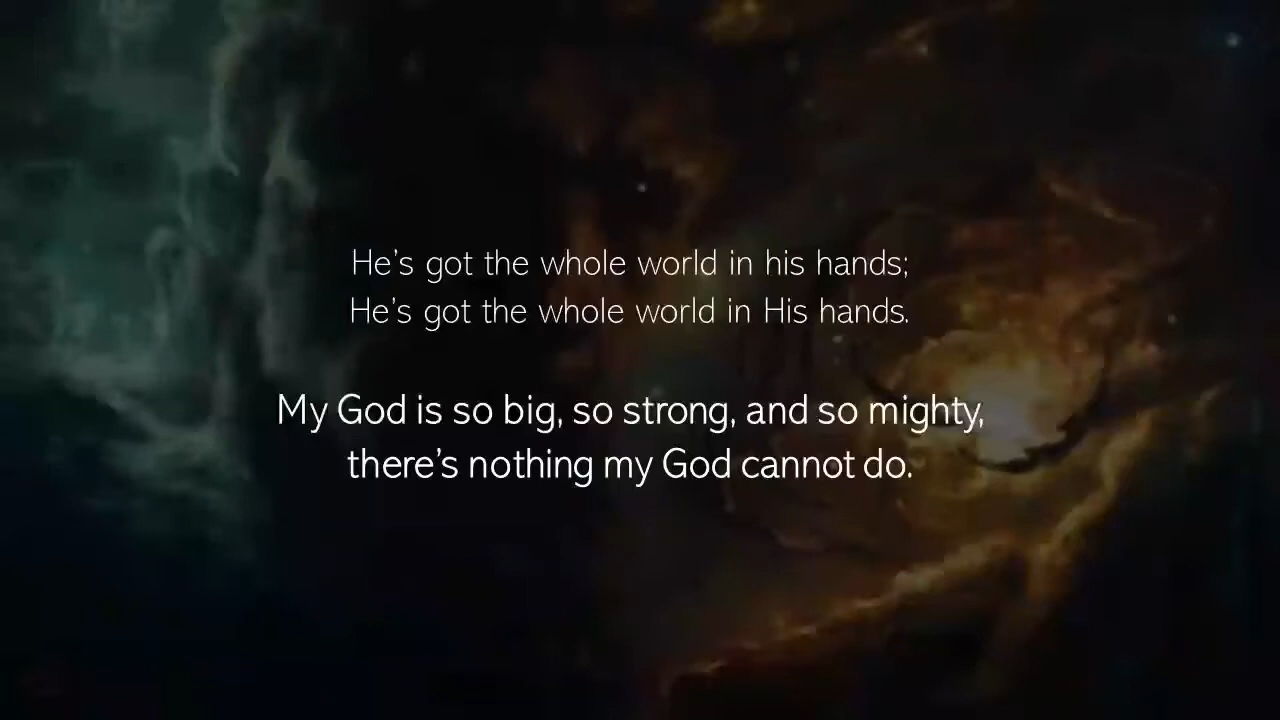 He's got the whole world in his hands;
He's got the whole world in His hands.
My God is so big, so strong, and so mighty,
there's nothing my God cannot do.